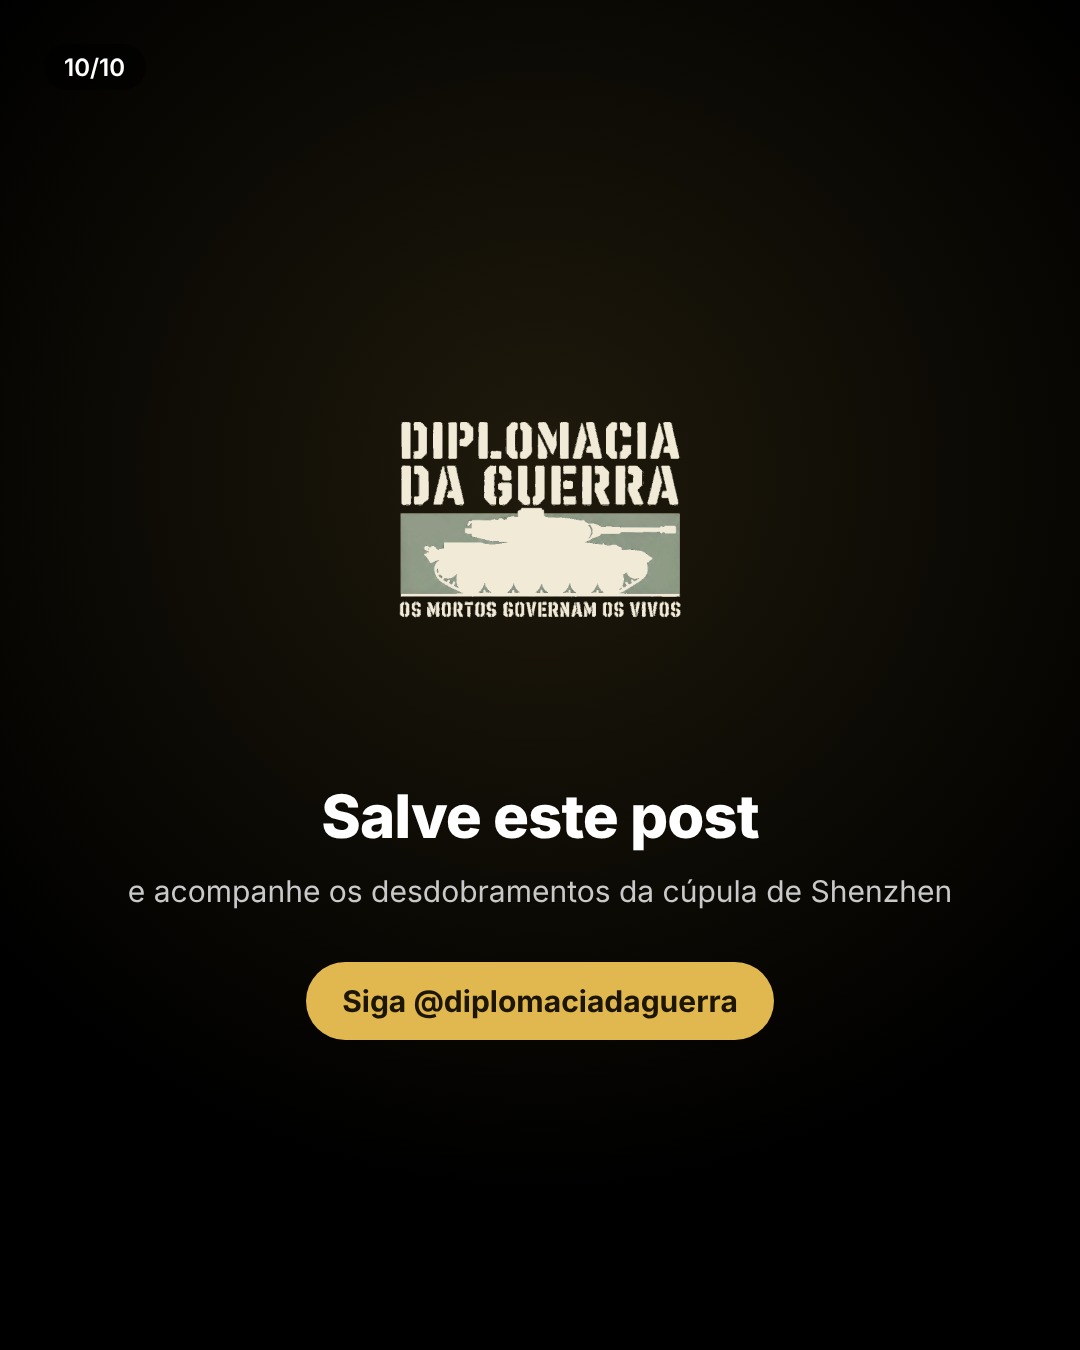 10/10
DIPLOMACIA
DA GUERRA
OS MORTOS GOVERNAM OS VIVOS
Salve este post
e acompanhe os desdobramentos da cúpula de Shenzhen
Siga @diplomaciadaguerra